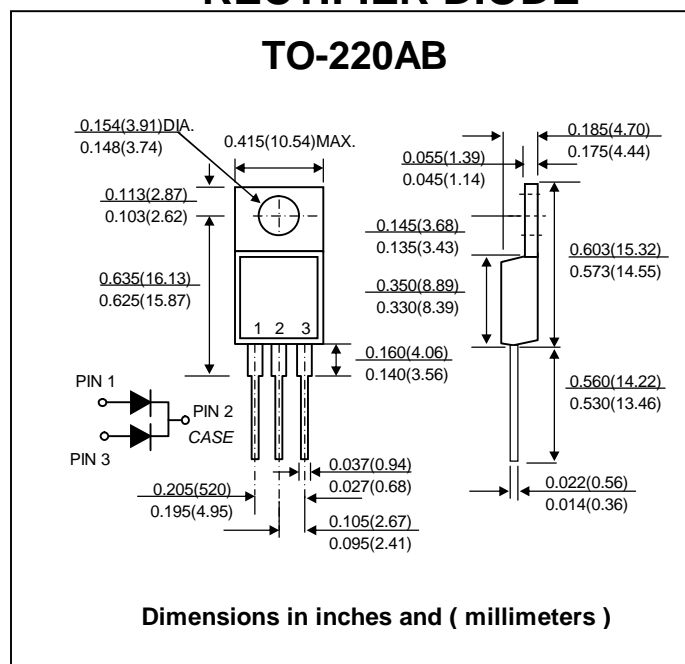 RECTIFIER DIODE
TO-220AB
0.154(3.91)DIA.
0.148(3.74)
0.415(10.54)MAX.
0.113(2.87)
0.103(2.62)
0.635(16.13)
0.625(15.87)
1 2 3
PIN 1
PIN 2
CASE
PIN 3
0.205(520)
0.195(4.95)
0.160(4.06)
0.140(3.56)
0.037(0.94)
0.027(0.68)
0.105(2.67)
0.095(2.41)
0.185(4.70)
0.175(4.44)
0.055(1.39)
0.045(1.14)
0.145(3.68)
0.135(3.43)
0.350(8.89)
0.330(8.39)
0.603(15.32)
0.573(14.55)
0.560(14.22)
0.530(13.46)
0.022(0.56)
0.014(0.36)
Dimensions in inches and ( millimeters )